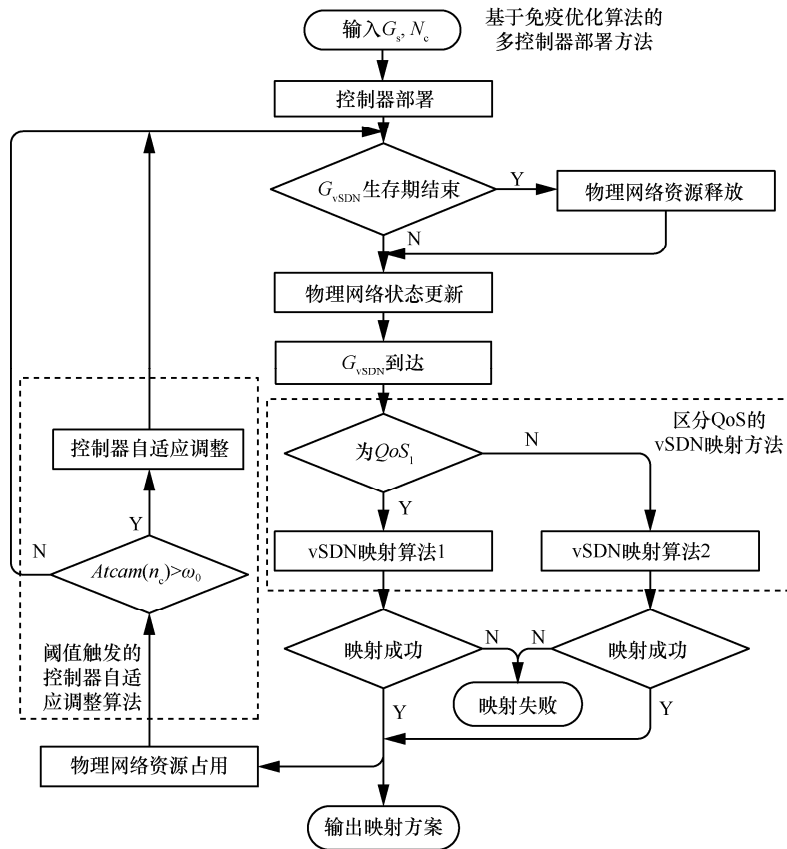 输入Gs, Nc
基于免疫优化算法的
多控制器部署方法
控制器部署
GvSDN生存期结束
Y
物理网络资源释放
N
物理网络状态更新
GvSDN到达
区分QoS的
vSDN映射方法
为QoS1
N
Y
控制器自适应调整
vSDN映射算法1
vSDN映射算法2
Y
N
Atcam(nc)>ω0
阈值触发的
控制器自适
应调整算法
映射成功
N
N
映射成功
映射失败
Y
Y
物理网络资源占用
输出映射方案